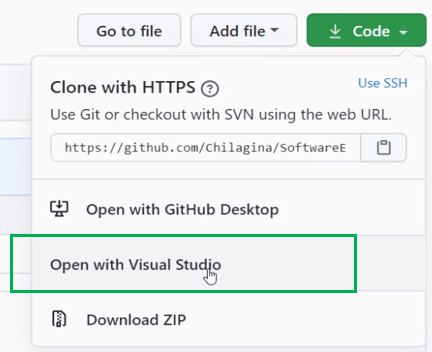 Go to file Add file Code
Clone with HTTPS ? Use SSH
Use Git or checkout with SVN using the web URL.
https://github.com/Chilagina/SoftwareE
Open with GitHub Desktop
Open with Visual Studio
Download ZIP